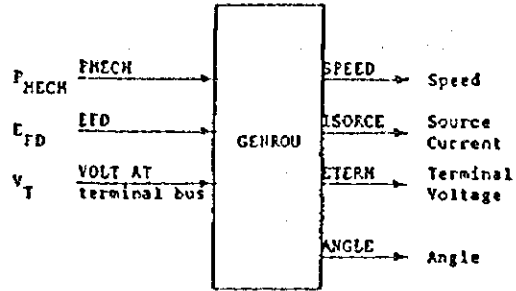 P_MECH PMECH SPEED Speed
E_FD EFD GENROU ISORCE Source
Current
V_T VOLT AT ETERM Terminal
terminal bus Voltage
ANGLE Angle